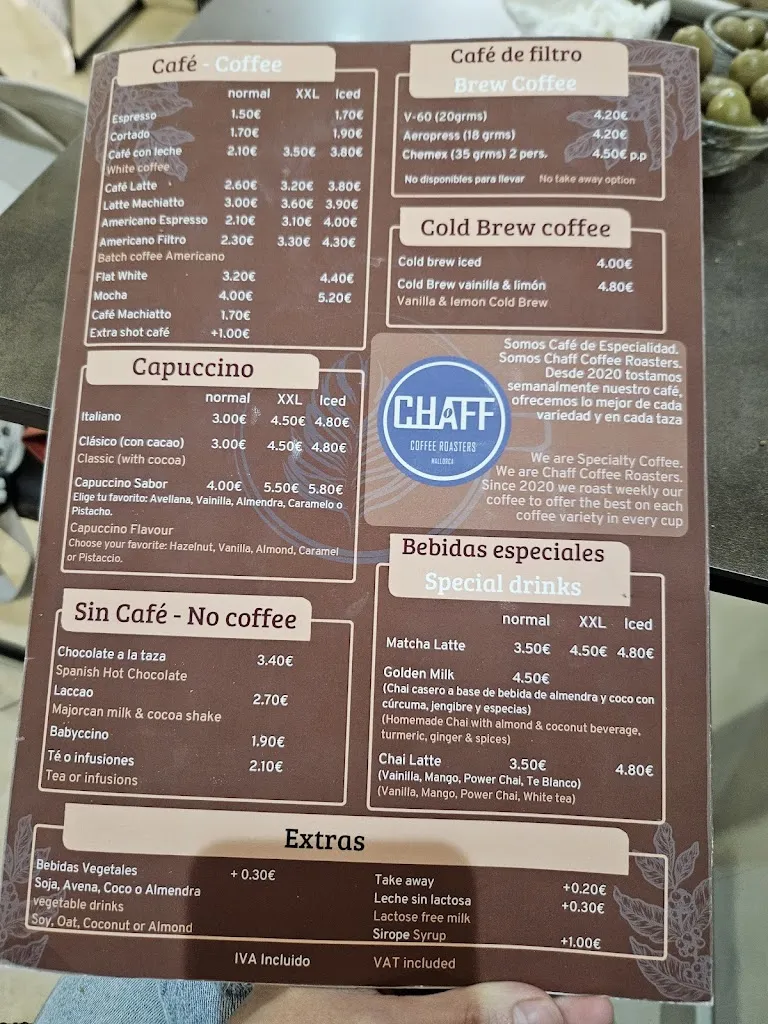 Café - Coffee
normal XXL Iced
Espresso 1.50€ 1.70€
Cortado 1.70€ 1.90€
Café con leche 2.10€ 3.50€ 3.80€
White coffee
Café Latte 2.60€ 3.20€ 3.80€
Latte Machiatto 3.00€ 3.60€ 3.90€
Americano Espresso 2.10€ 3.10€ 4.00€
Americano Filtro 2.30€ 3.30€ 4.30€
Batch coffee Americano
Flat White 3.20€ 4.40€
Mocha 4.00€ 5.20€
Café Machiatto 1.70€
Extra shot café +1.00€
Capuccino
normal XXL Iced
Italiano 3.00€ 4.50€ 4.80€
Clásico (con cacao) 3.00€ 4.50€ 4.80€
Classic (with cocoa)
Capuccino Sabor 4.00€ 5.50€ 5.80€
Elige tu favorito: Avellana, Vainilla, Almendra, Caramelo o
Pistacho.
Capuccino Flavour
Choose your favorite: Hazelnut, Vanilla, Almond, Caramel
or Pistaccio.
Sin Café - No coffee
Chocolate a la taza 3.40€
Spanish Hot Chocolate
Laccao 2.70€
Majorcan milk & cocoa shake
Babyccino 1.90€
Té o infusiones 2.10€
Tea or infusions
Café de filtro
Brew Coffee
V-60 (20grms) 4.20€
Aeropress (18 grms) 4.20€
Chemex (35 grms) 2 pers. 4.50€ p.p
No disponibles para llevar No take away option
Cold Brew coffee
Cold brew iced 4.00€
Cold Brew vainilla & limón 4.80€
Vanilla & lemon Cold Brew
CHAFF
COFFEE ROASTERS
MALLORCA
Somos Café de Especialidad.
Somos Chaff Coffee Roasters.
Desde 2020 tostamos
semanalmente nuestro café,
ofrecemos lo mejor de cada
variedad y en cada taza
We are Specialty Coffee.
We are Chaff Coffee Roasters.
Since 2020 we roast weekly our
coffee to offer the best on each
coffee variety in every cup
Bebidas especiales
Special drinks
normal XXL Iced
Matcha Latte 3.50€ 4.50€ 4.80€
Golden Milk 4.50€
(Chai casero a base de bebida de almendra y coco con
cúrcuma, jengibre y especias)
(Homemade Chai with almond & coconut beverage,
turmeric, ginger & spices)
Chai Latte 3.50€ 4.80€
(Vainilla, Mango, Power Chai, Te Blanco)
(Vanilla, Mango, Power Chai, White tea)
Extras
Bebidas Vegetales + 0.30€
Soja, Avena, Coco o Almendra
vegetable drinks
Soy, Oat, Coconut or Almond
Take away +0.20€
Leche sin lactosa +0.30€
Lactose free milk
Sirope Syrup +1.00€
IVA Incluido VAT included